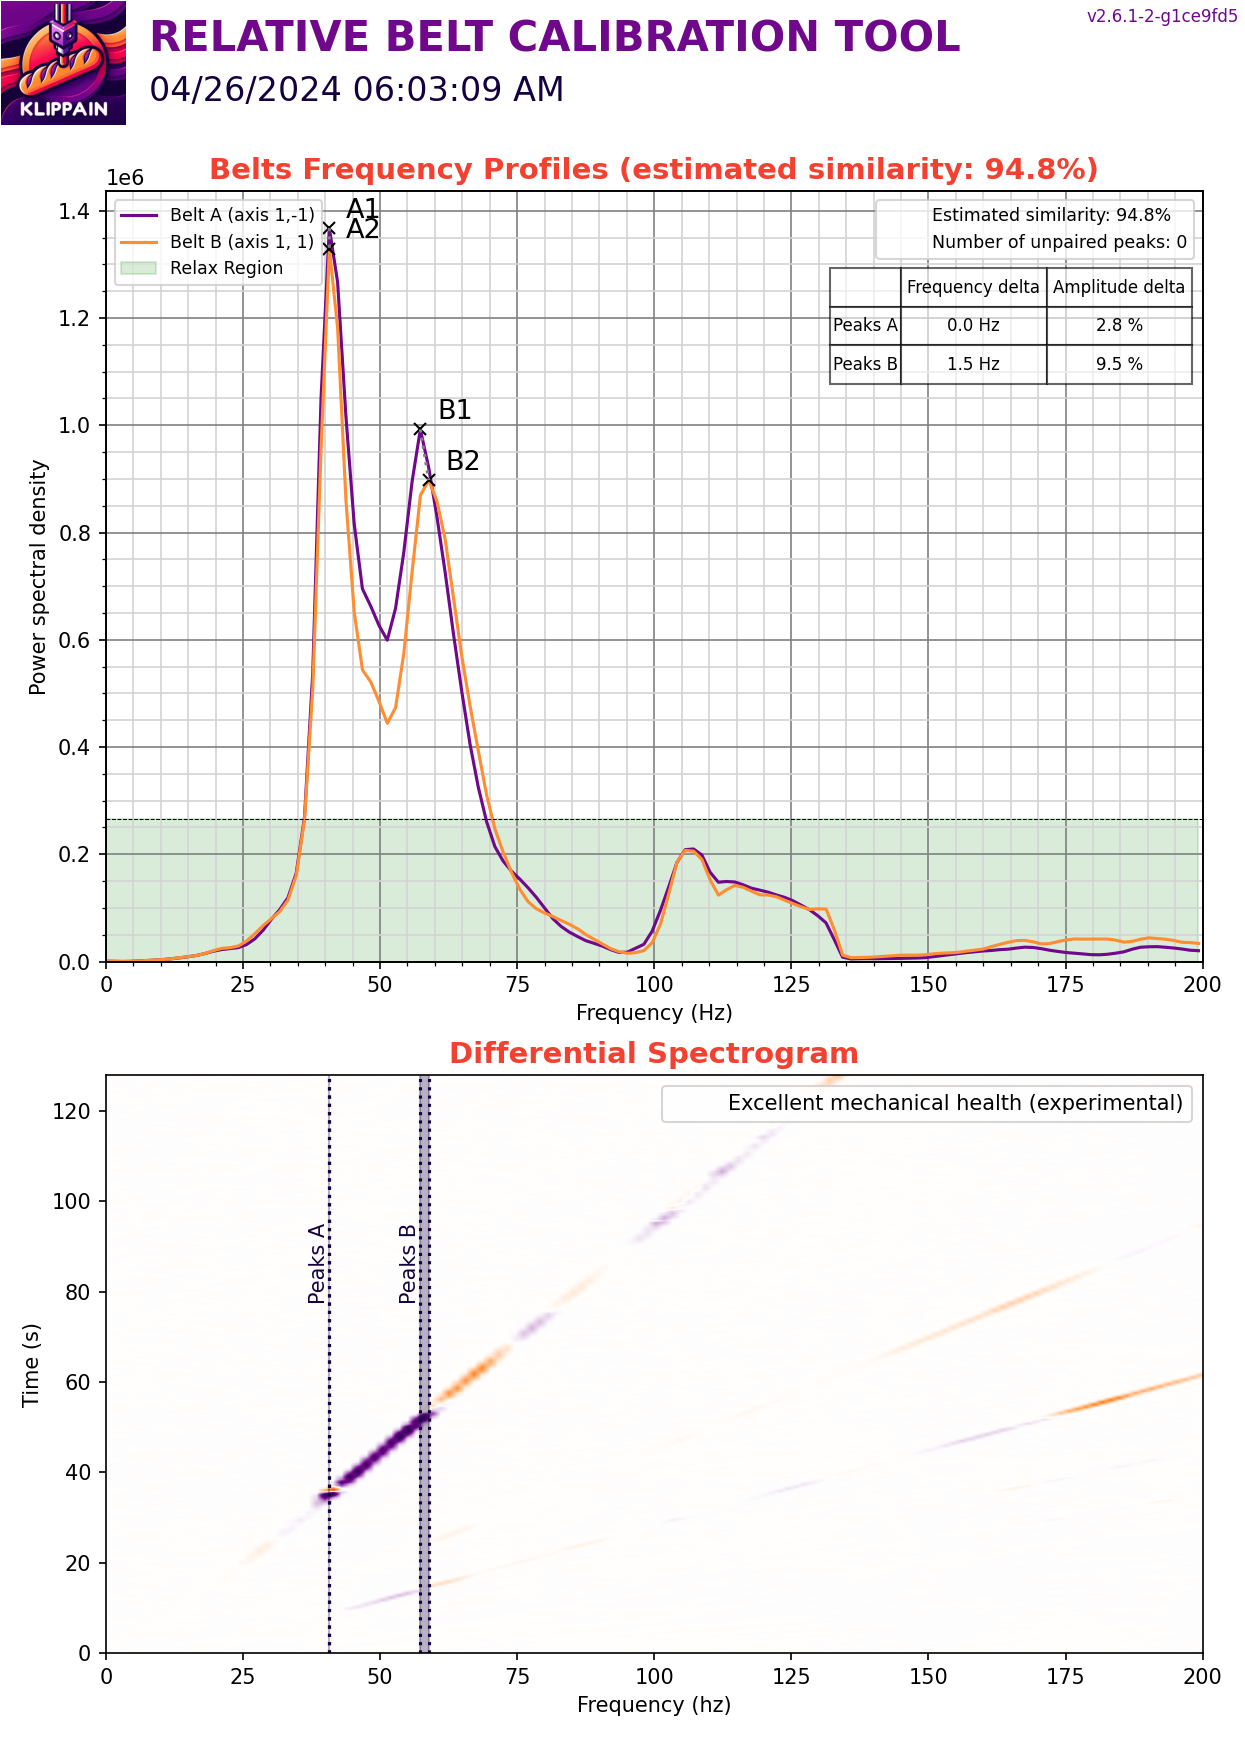 KLIPPAIN
RELATIVE BELT CALIBRATION TOOL
04/26/2024 06:03:09 AM
v2.6.1-2-g1ce9fd5
Belts Frequency Profiles (estimated similarity: 94.8%)
1e6
Belt A (axis 1,-1)
Belt B (axis 1, 1)
Relax Region
A1
A2
B1
B2
Estimated similarity: 94.8%
Number of unpaired peaks: 0
Frequency delta Amplitude delta
Peaks A 0.0 Hz 2.8 %
Peaks B 1.5 Hz 9.5 %
Power spectral density
1.4
1.2
1.0
0.8
0.6
0.4
0.2
0.0
0 25 50 75 100 125 150 175 200
Frequency (Hz)
Differential Spectrogram
Excellent mechanical health (experimental)
Peaks A
Peaks B
Time (s)
120
100
80
60
40
20
0
0 25 50 75 100 125 150 175 200
Frequency (hz)